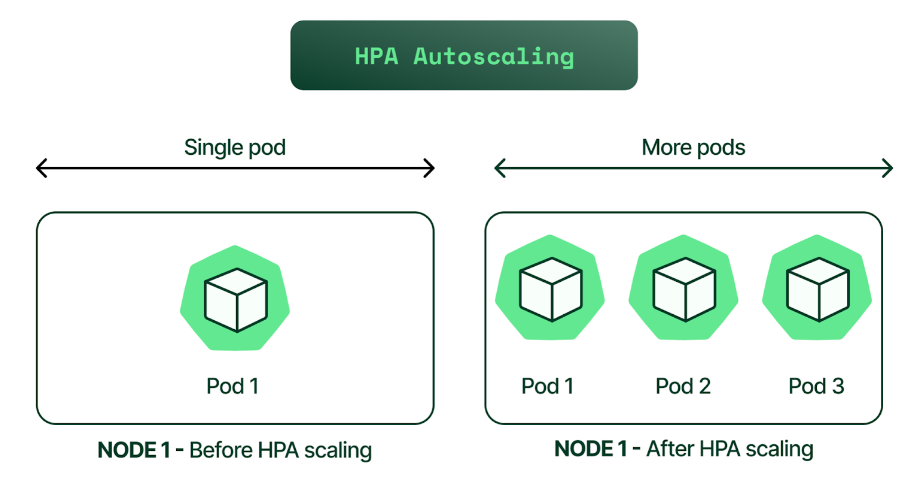 HPA Autoscaling
Single pod
More pods
Pod 1
Pod 1
Pod 2
Pod 3
NODE 1 - Before HPA scaling
NODE 1 - After HPA scaling